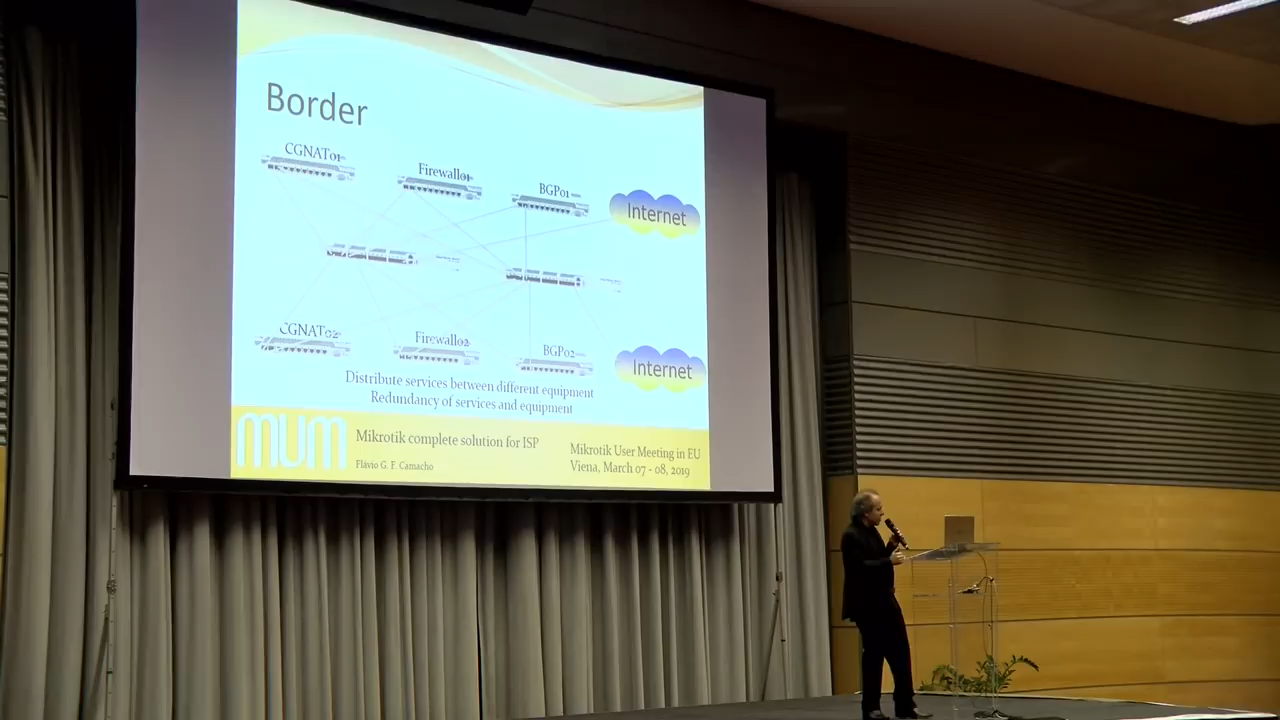 Border
CGNAT01
Firewall01
BGP01
Internet
CGNAT02
Firewall02
BGP02
Internet
Distribute services between different equipment
Redundancy of services and equipment
MUM
Mikrotik complete solution for ISP
Flávio G. F. Camacho
Mikrotik User Meeting in EU
Viena, March 07 - 08, 2019